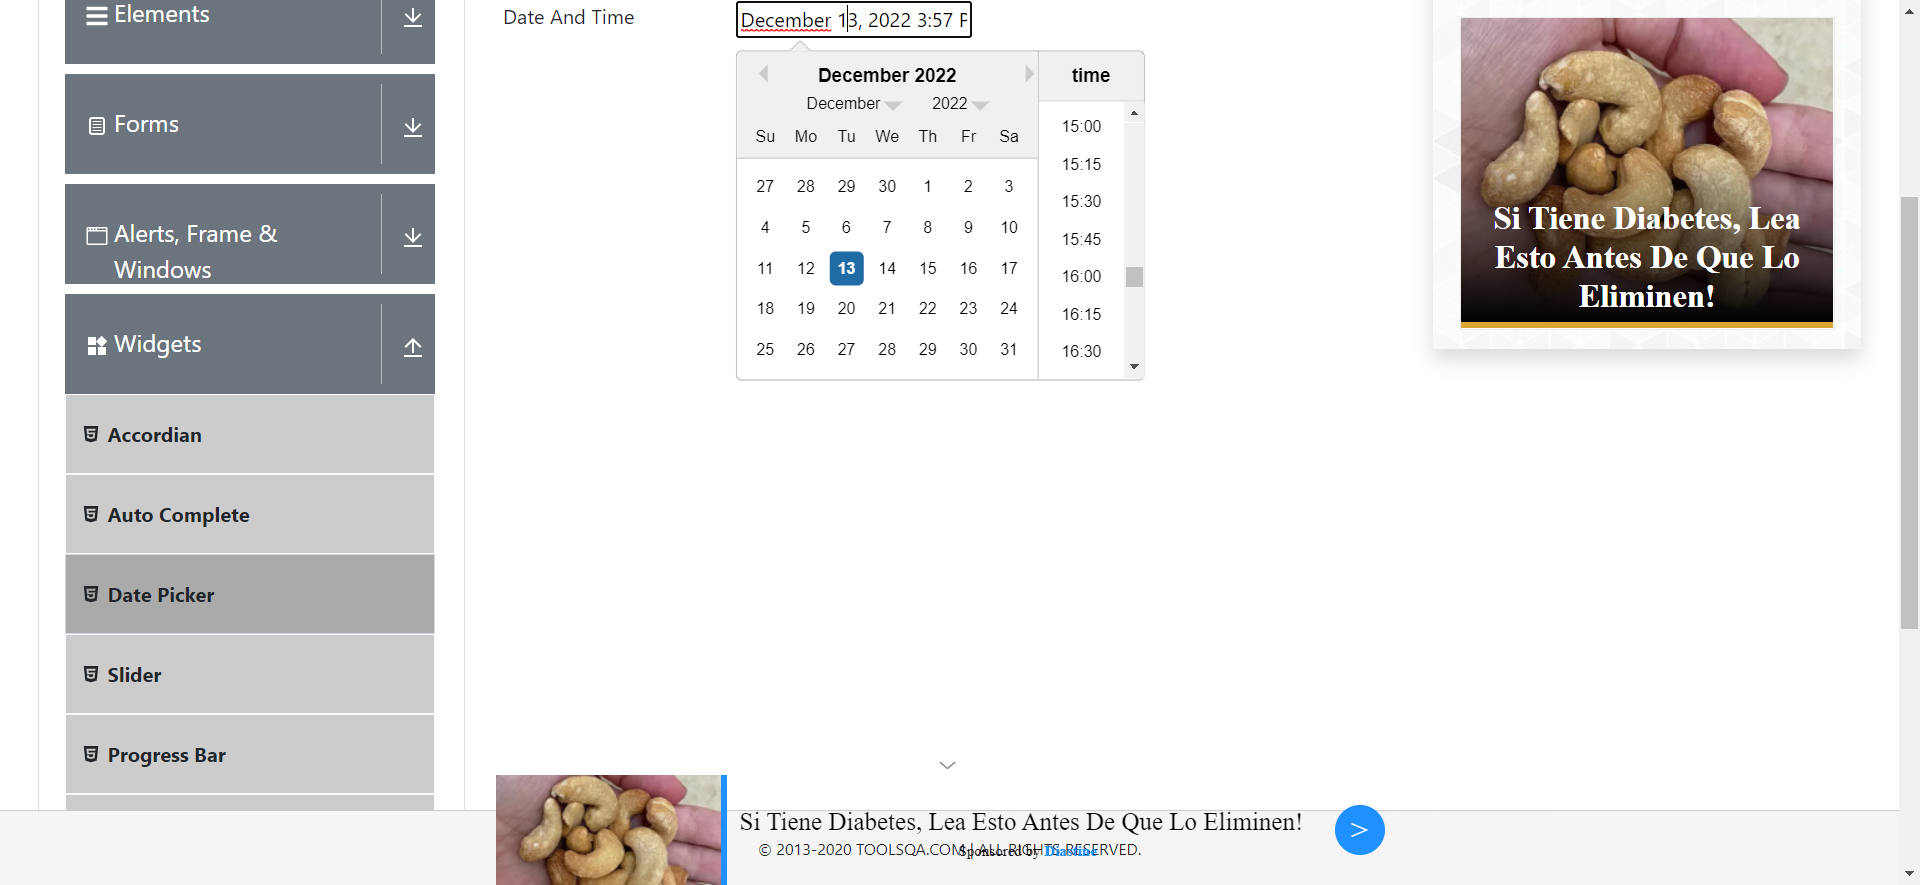 Elements
Forms
Alerts, Frame &
Windows
Widgets
Accordian
Auto Complete
Date Picker
Slider
Progress Bar
Date And Time
December 13, 2022 3:57 P
December 2022
December 2022
Su Mo Tu We Th Fr Sa
27 28 29 30 1 2 3
4 5 6 7 8 9 10
11 12 13 14 15 16 17
18 19 20 21 22 23 24
25 26 27 28 29 30 31
time
15:00
15:15
15:30
15:45
16:00
16:15
16:30
Si Tiene Diabetes, Lea
Esto Antes De Que Lo
Eliminen!
Si Tiene Diabetes, Lea Esto Antes De Que Lo Eliminen!
>
© 2013-2020 TOOLSQA.COM | ALL RIGHTS RESERVED.
Sponsored by